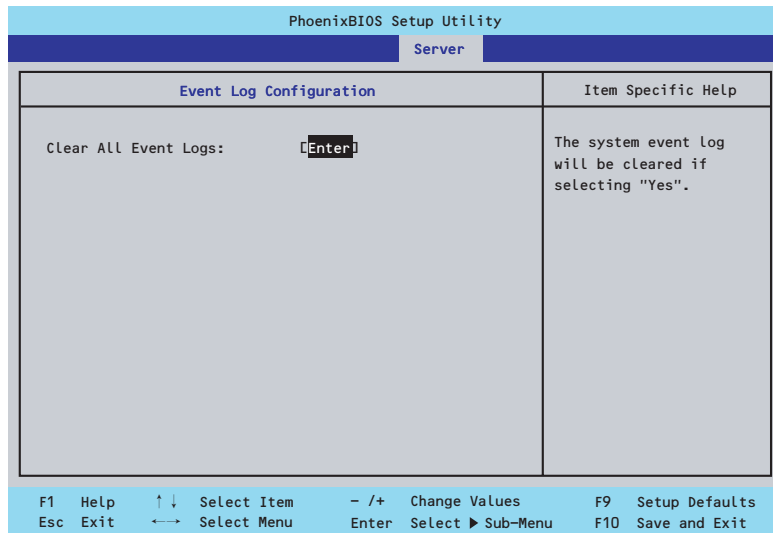 PhoenixBIOS Setup Utility
Server
Event Log Configuration
Item Specific Help
Clear All Event Logs: [Enter]
The system event log
will be cleared if
selecting "Yes".
F1 Help ↑↓ Select Item – /+ Change Values F9 Setup Defaults
Esc Exit ←→ Select Menu Enter Select ▶ Sub-Menu F10 Save and Exit